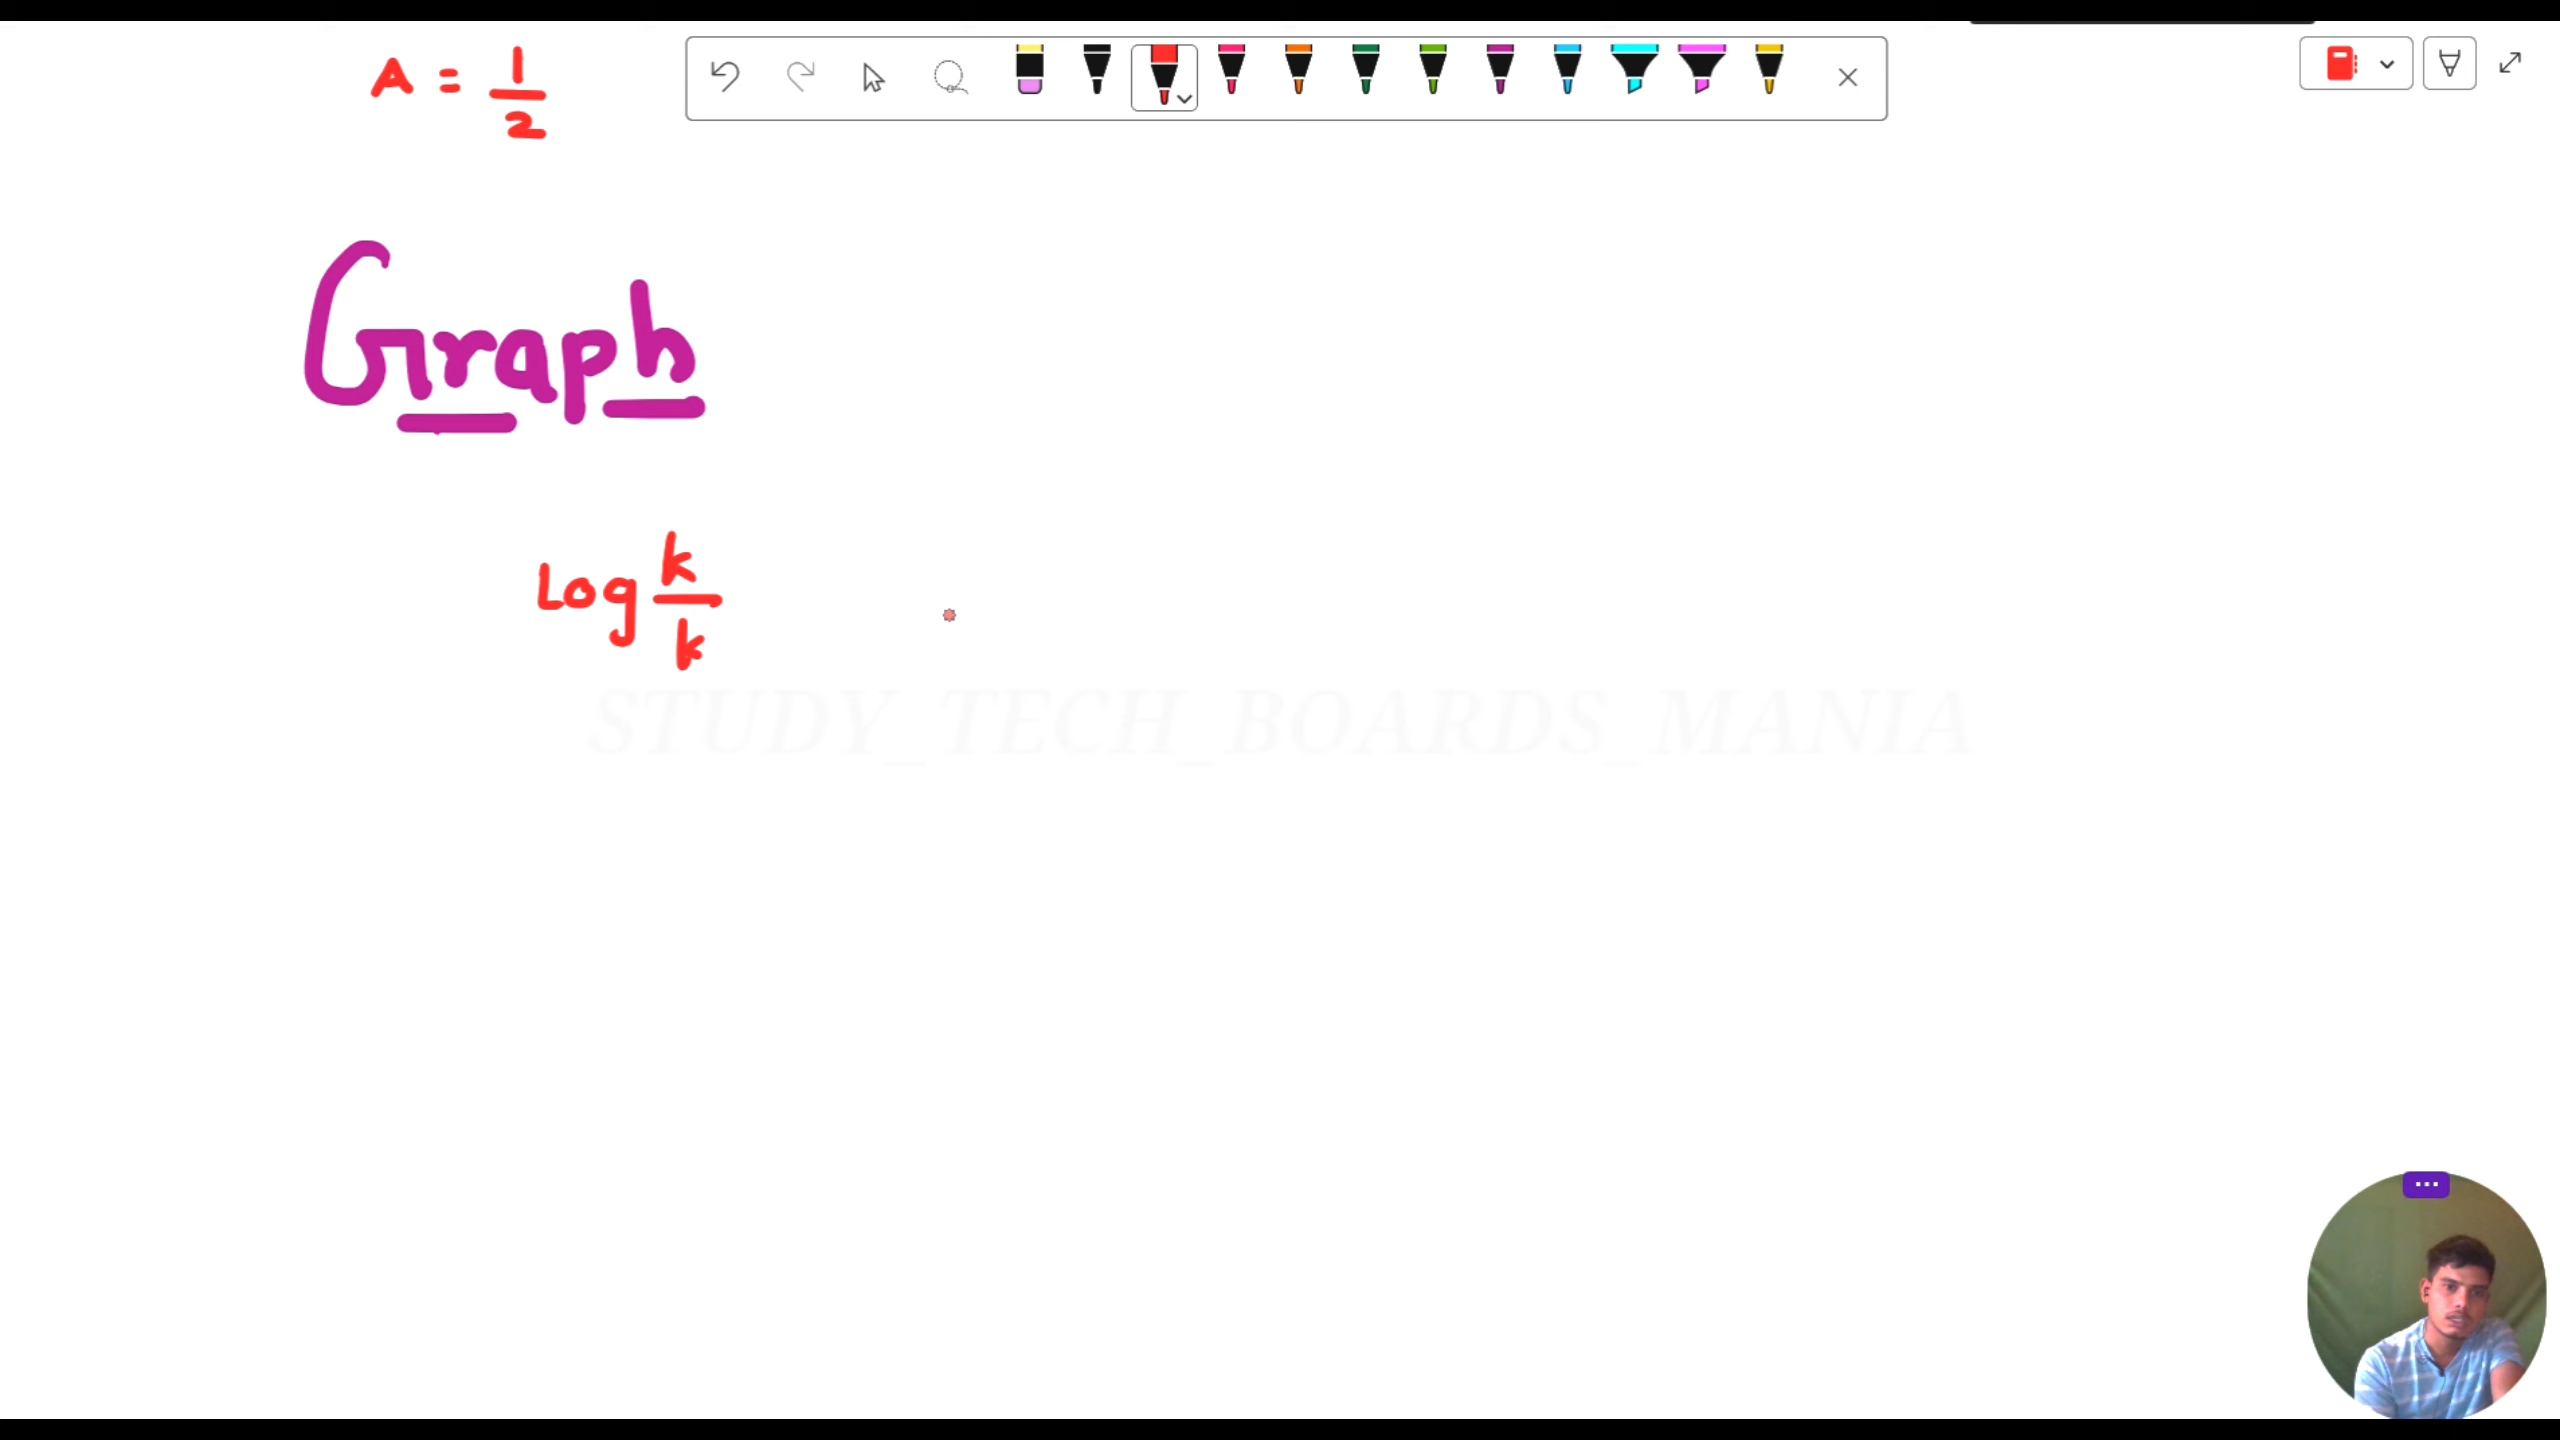 A = 1/2
Graph
Log k/k
STUDY_TECH_BOARDS_MANIA